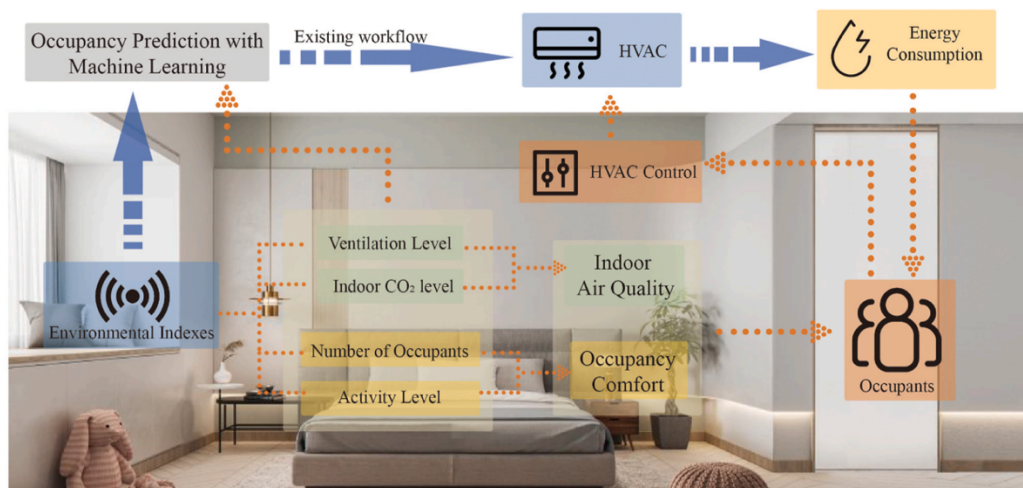 Occupancy Prediction with
Machine Learning
Existing workflow
HVAC
Energy
Consumption
HVAC Control
Ventilation Level
Indoor CO₂ level
Indoor
Air Quality
Environmental Indexes
Number of Occupants
Activity Level
Occupancy
Comfort
Occupants